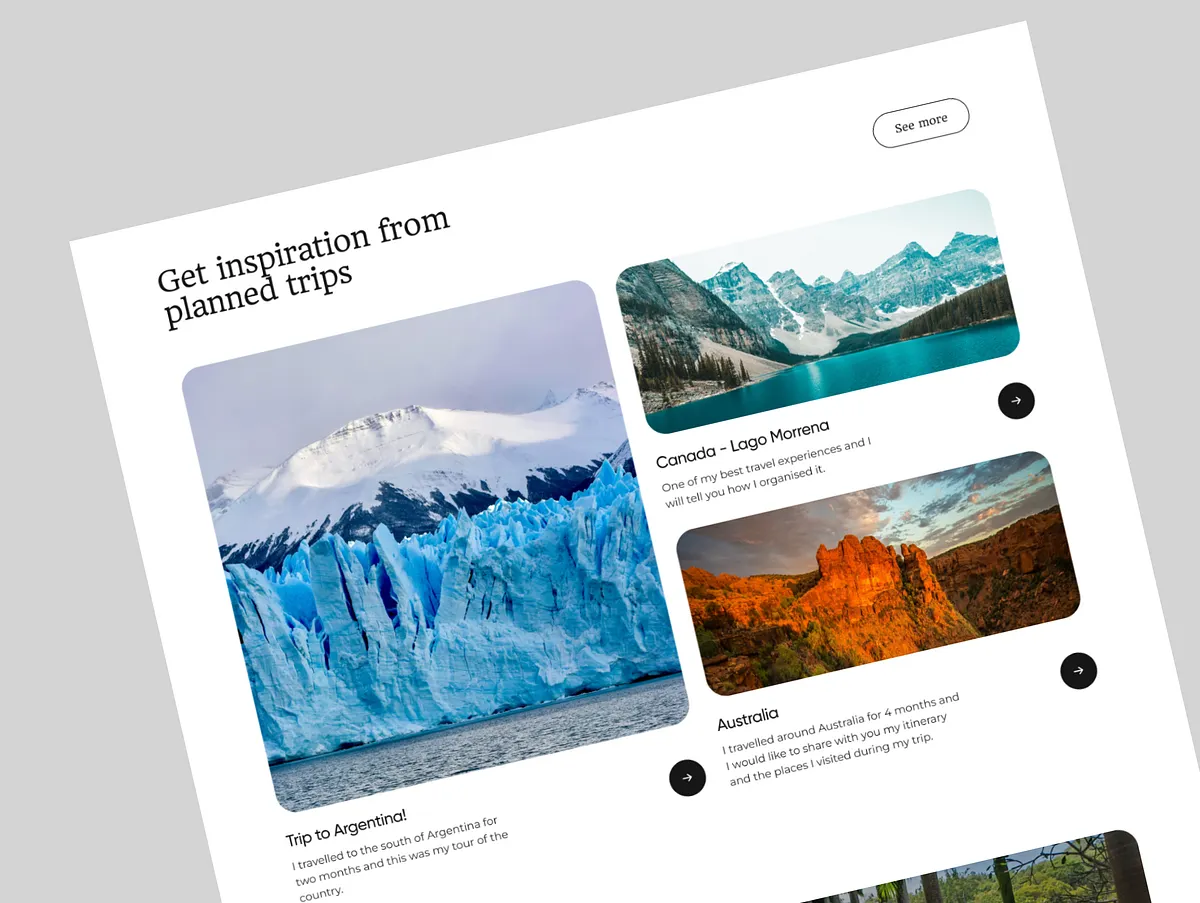 See more
Get inspiration from
planned trips
Canada - Lago Morrena
One of my best travel experiences and I
will tell you how I organised it.
Australia
I travelled around Australia for 4 months and
I would like to share with you my itinerary
and the places I visited during my trip.
Trip to Argentina!
I travelled to the south of Argentina for
two months and this was my tour of the
country.